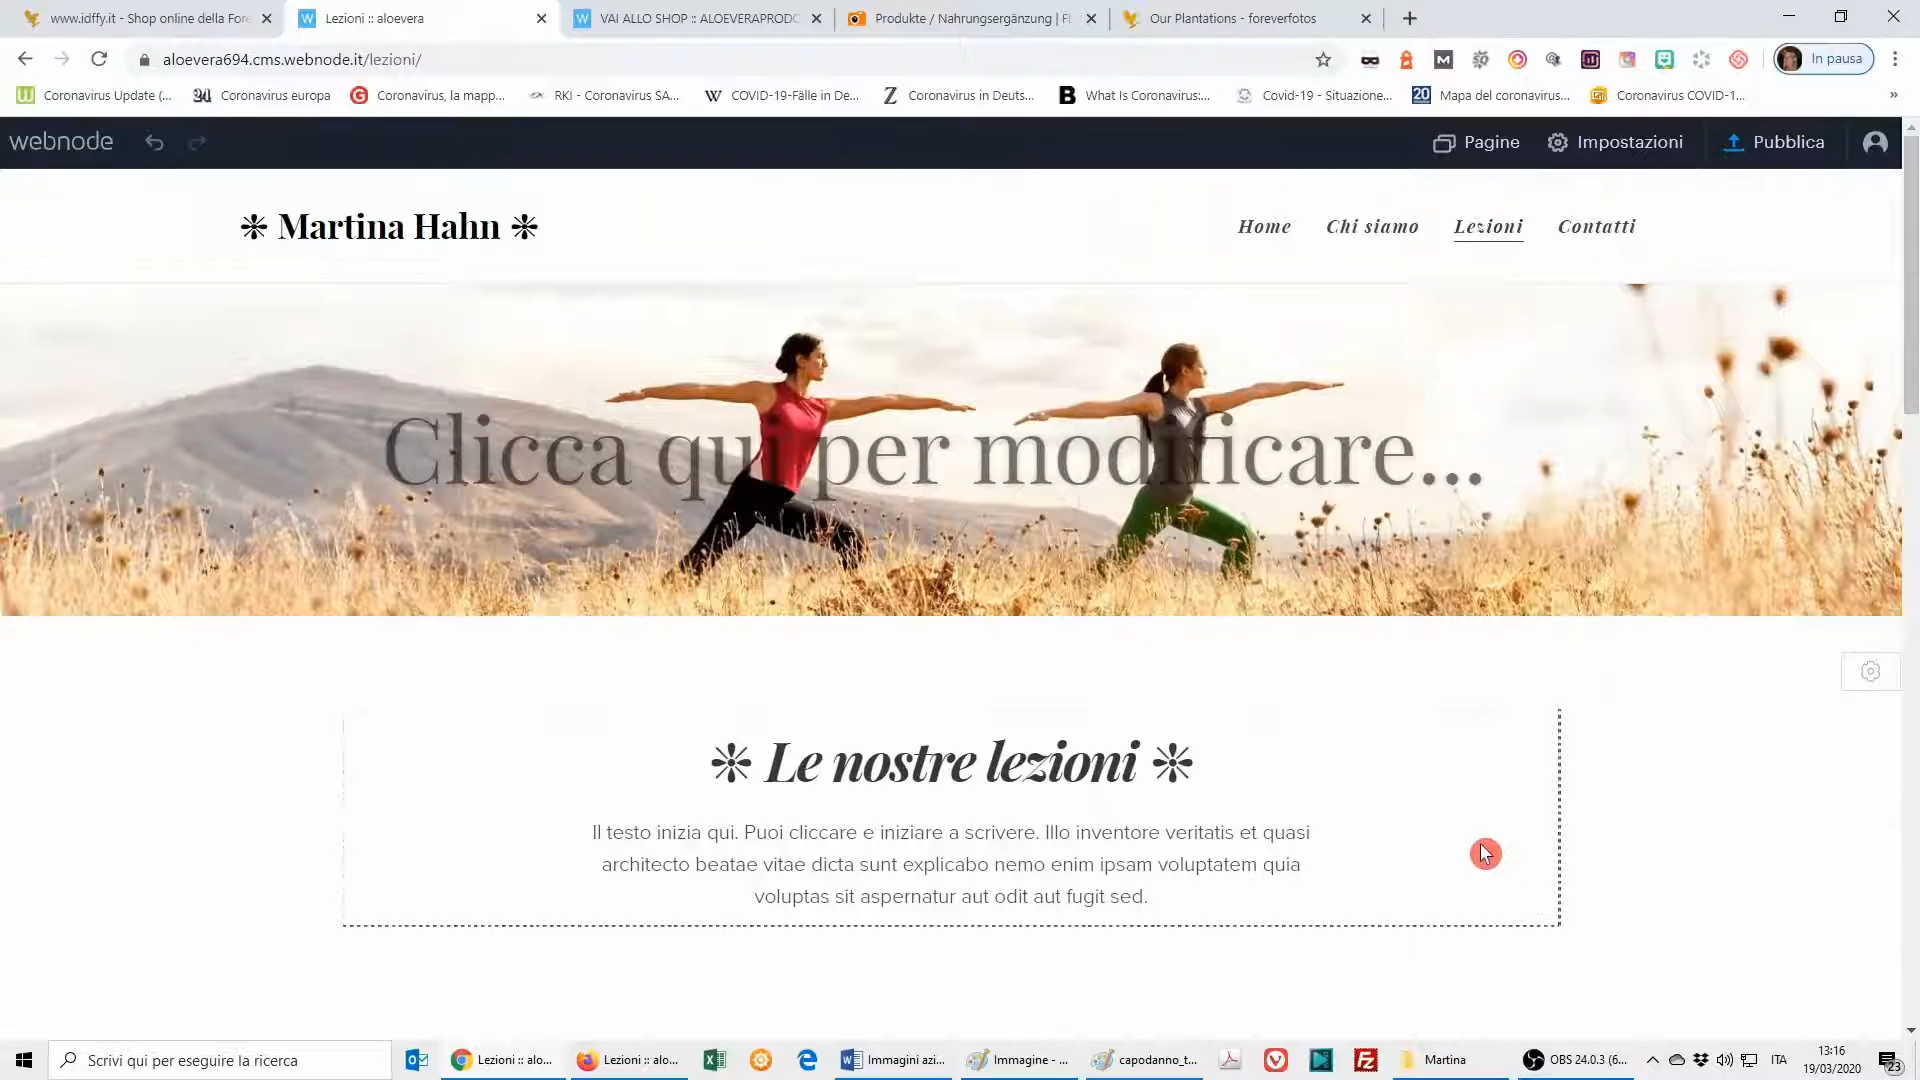 www.idffy.it - Shop online della Fore
Lezioni :: aloevera
VAI ALLO SHOP :: ALOEVERAPRODO
Produkte / Nahrungsergänzung | FL
Our Plantations - foreverfotos
aloevera694.cms.webnode.it/lezioni/
In pausa
Coronavirus Update (...
Coronavirus europa
Coronavirus, la mapp...
RKI - Coronavirus SA...
COVID-19-Fälle in De...
Coronavirus in Deuts...
What Is Coronavirus:...
Covid-19 - Situazione...
Mapa del coronavirus...
Coronavirus COVID-1...
webnode
Pagine
Impostazioni
Pubblica
❊ Martina Hahn ❊
Home
Chi siamo
Lezioni
Contatti
Clicca qui per modificare...
❊ Le nostre lezioni ❊
Il testo inizia qui. Puoi cliccare e iniziare a scrivere. Illo inventore veritatis et quasi
architecto beatae vitae dicta sunt explicabo nemo enim ipsam voluptatem quia
voluptas sit aspernatur aut odit aut fugit sed.
Scrivi qui per eseguire la ricerca
Lezioni :: alo...
Lezioni :: alo...
Immagini azi...
Immagine - ...
capodanno_t...
Martina
OBS 24.0.3 (6...
ITA
13:16
19/03/2020
23